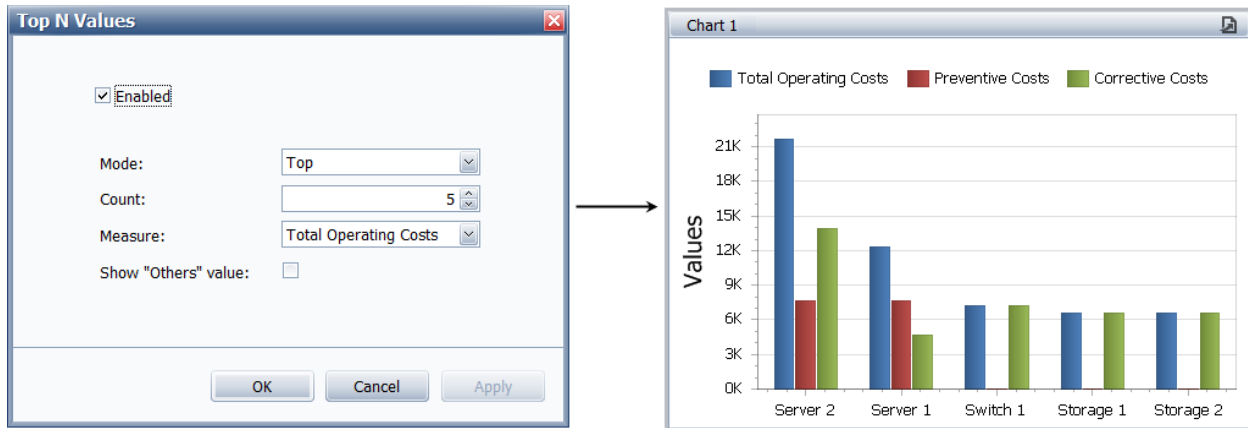 Top N Values
Enabled
Mode: Top
Count: 5
Measure: Total Operating Costs
Show "Others" value:
OK Cancel Apply
Chart 1
Total Operating Costs Preventive Costs Corrective Costs
Values
21K
18K
15K
12K
9K
6K
3K
0K
Server 2 Server 1 Switch 1 Storage 1 Storage 2